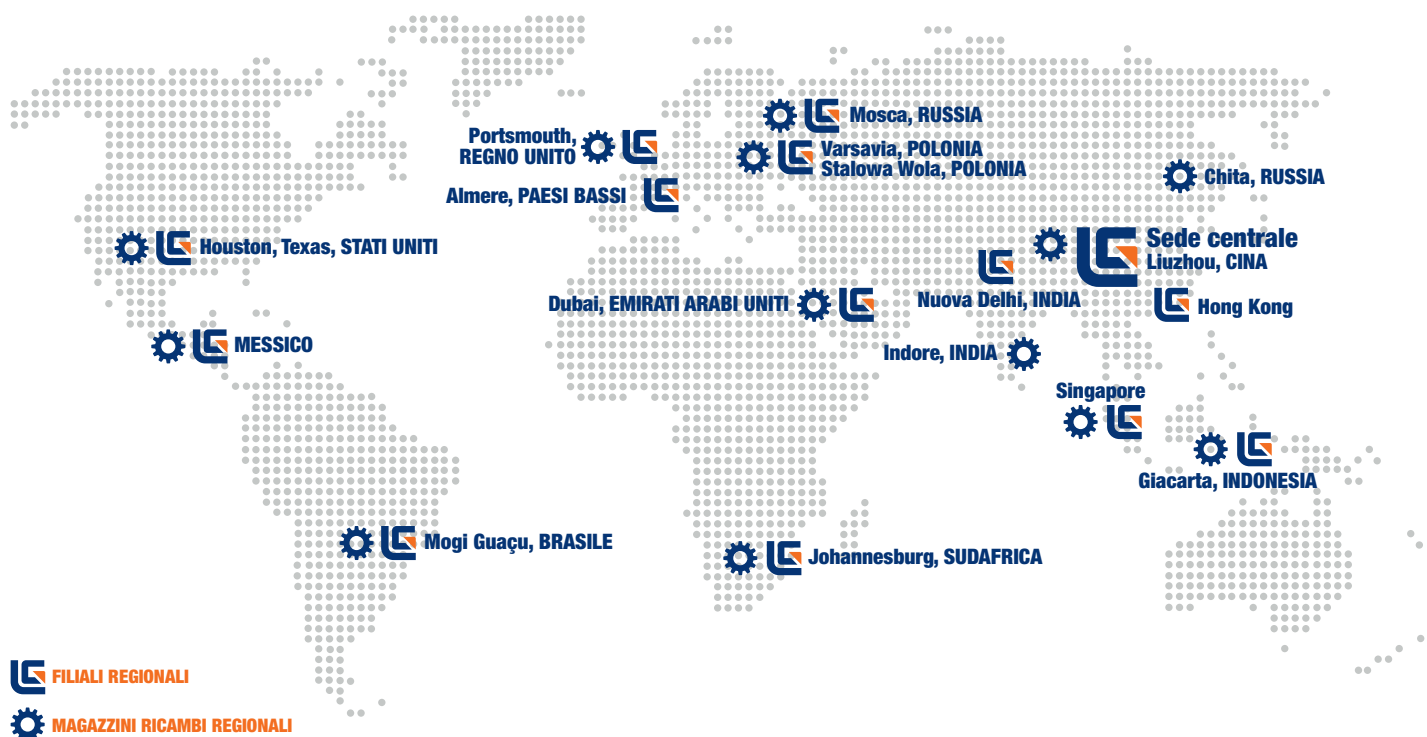 Mosca, RUSSIA
Portsmouth,
REGNO UNITO
Varsavia, POLONIA
Stalowa Wola, POLONIA
Chita, RUSSIA
Almere, PAESI BASSI
Houston, Texas, STATI UNITI
Sede centrale
Liuzhou, CINA
Nuova Delhi, INDIA
Dubai, EMIRATI ARABI UNITI
Hong Kong
MESSICO
Indore, INDIA
Singapore
Giacarta, INDONESIA
Mogi Guaçu, BRASILE
Johannesburg, SUDAFRICA
FILIALI REGIONALI
MAGAZZINI RICAMBI REGIONALI